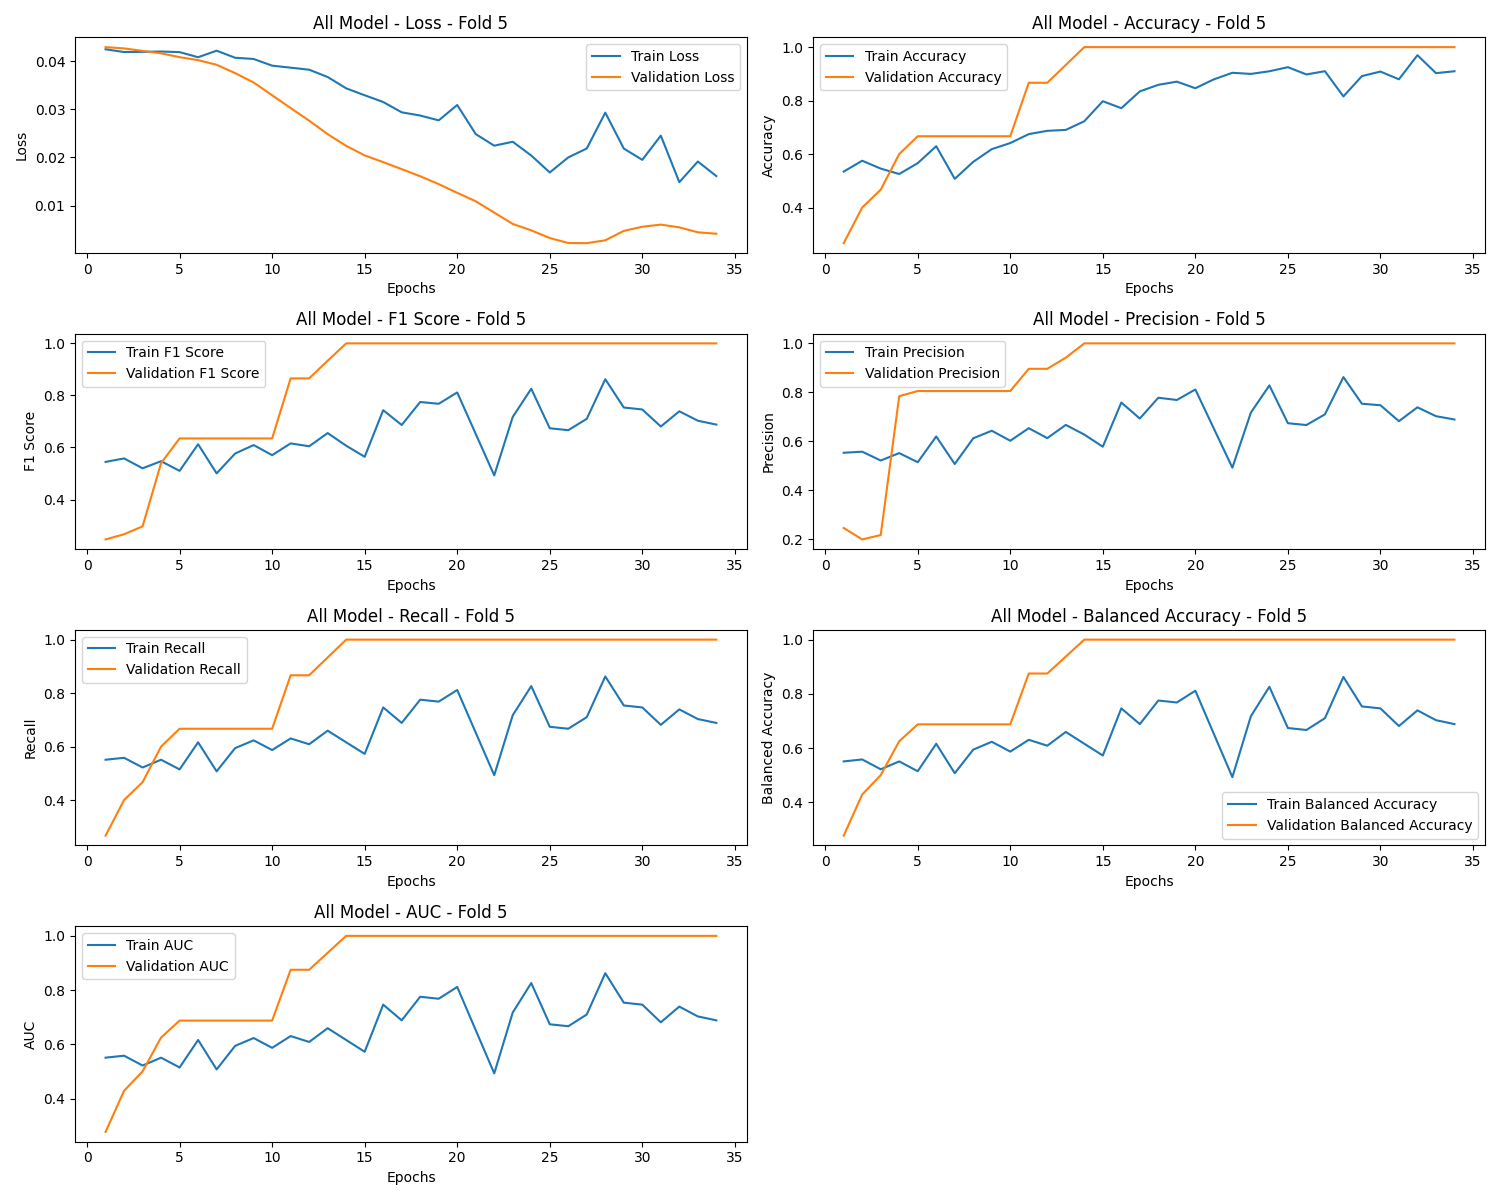 All Model - Loss - Fold 5
Loss
0.04
0.03
0.02
0.01
Train Loss
Validation Loss
0 5 10 15 20 25 30 35
Epochs
All Model - Accuracy - Fold 5
Accuracy
1.0
0.8
0.6
0.4
Train Accuracy
Validation Accuracy
0 5 10 15 20 25 30 35
Epochs
All Model - F1 Score - Fold 5
F1 Score
1.0
0.8
0.6
0.4
Train F1 Score
Validation F1 Score
0 5 10 15 20 25 30 35
Epochs
All Model - Precision - Fold 5
Precision
1.0
0.8
0.6
0.4
0.2
Train Precision
Validation Precision
0 5 10 15 20 25 30 35
Epochs
All Model - Recall - Fold 5
Recall
1.0
0.8
0.6
0.4
Train Recall
Validation Recall
0 5 10 15 20 25 30 35
Epochs
All Model - Balanced Accuracy - Fold 5
Balanced Accuracy
1.0
0.8
0.6
0.4
Train Balanced Accuracy
Validation Balanced Accuracy
0 5 10 15 20 25 30 35
Epochs
All Model - AUC - Fold 5
AUC
1.0
0.8
0.6
0.4
Train AUC
Validation AUC
0 5 10 15 20 25 30 35
Epochs